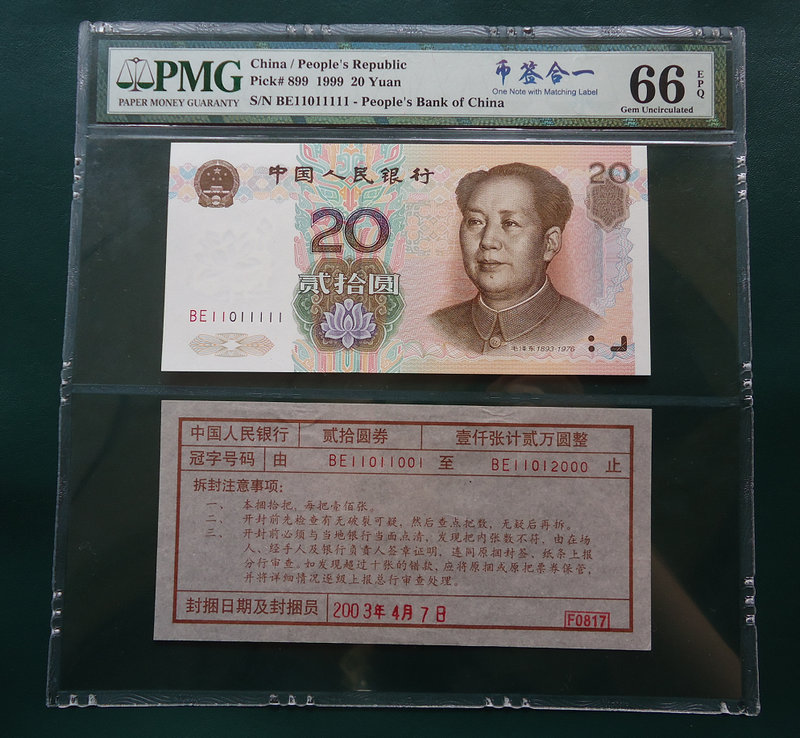 PMG
PAPER MONEY GUARANTY
China / People's Republic
Pick# 899 1999 20 Yuan
S/N BE11011111 - People's Bank of China
币签合一
One Note with Matching Label
66 EPQ
Gem Uncirculated
中国人民银行
20
20
贰拾圆
BE11011111
毛泽东 1893-1976
中国人民银行 贰拾圆券 壹仟张计贰万圆整
冠字号码 由 BE11011001 至 BE11012000 止
拆封注意事项:
一、 本捆拾把, 每把壹佰张。
二、 开封前先检查有无破裂可疑, 然后查点把数, 无疑后再拆。
三、 开封前必须与当地银行当面点清, 发现把内张数不符, 由在场
人、经手人及银行负责人签章证明, 连同原捆封签、纸条上报
分行审查。如发现超过十张的错款, 应将原捆或原把票券保管,
并将详细情况逐级上报总行审查处理。
封捆日期及封捆员 2003年4月7日 F0817